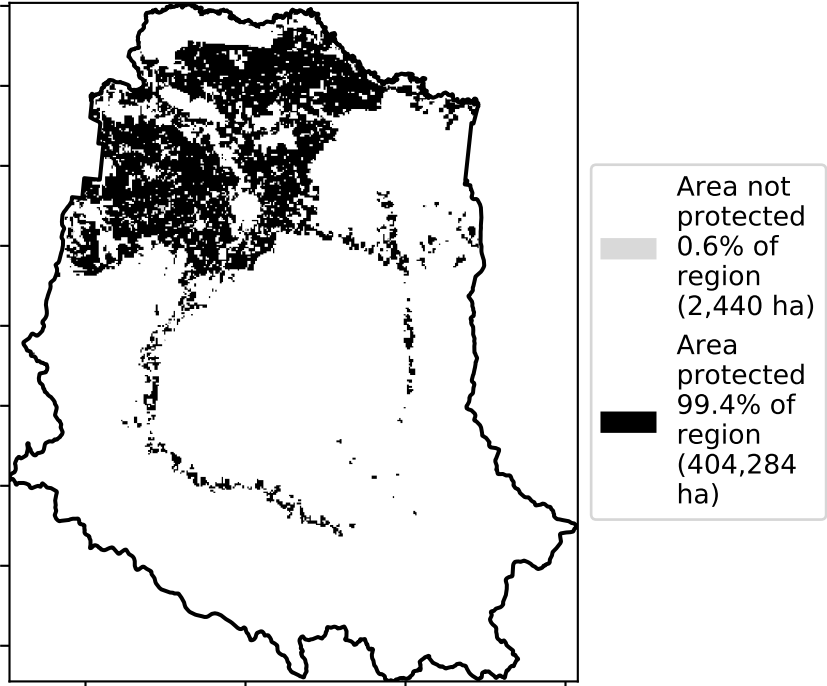 Area not
protected
0.6% of
region
(2,440 ha)
Area
protected
99.4% of
region
(404,284
ha)